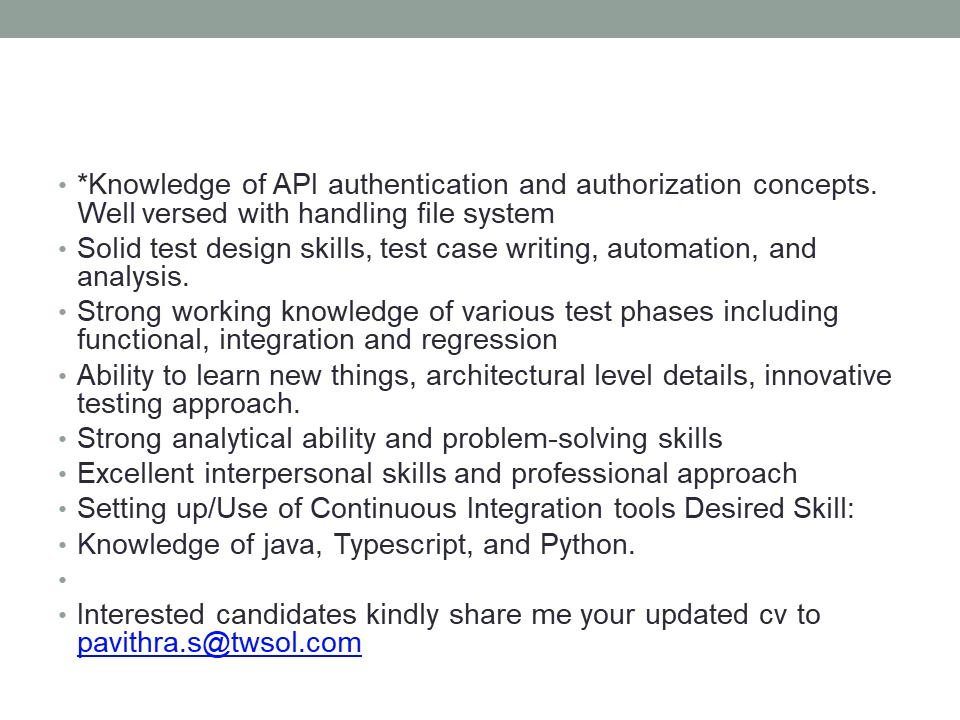 • *Knowledge of API authentication and authorization concepts.
Well versed with handling file system
• Solid test design skills, test case writing, automation, and
analysis.
• Strong working knowledge of various test phases including
functional, integration and regression
• Ability to learn new things, architectural level details, innovative
testing approach.
• Strong analytical ability and problem-solving skills
• Excellent interpersonal skills and professional approach
• Setting up/Use of Continuous Integration tools Desired Skill:
• Knowledge of java, Typescript, and Python.
•
• Interested candidates kindly share me your updated cv to
pavithra.s@twsol.com